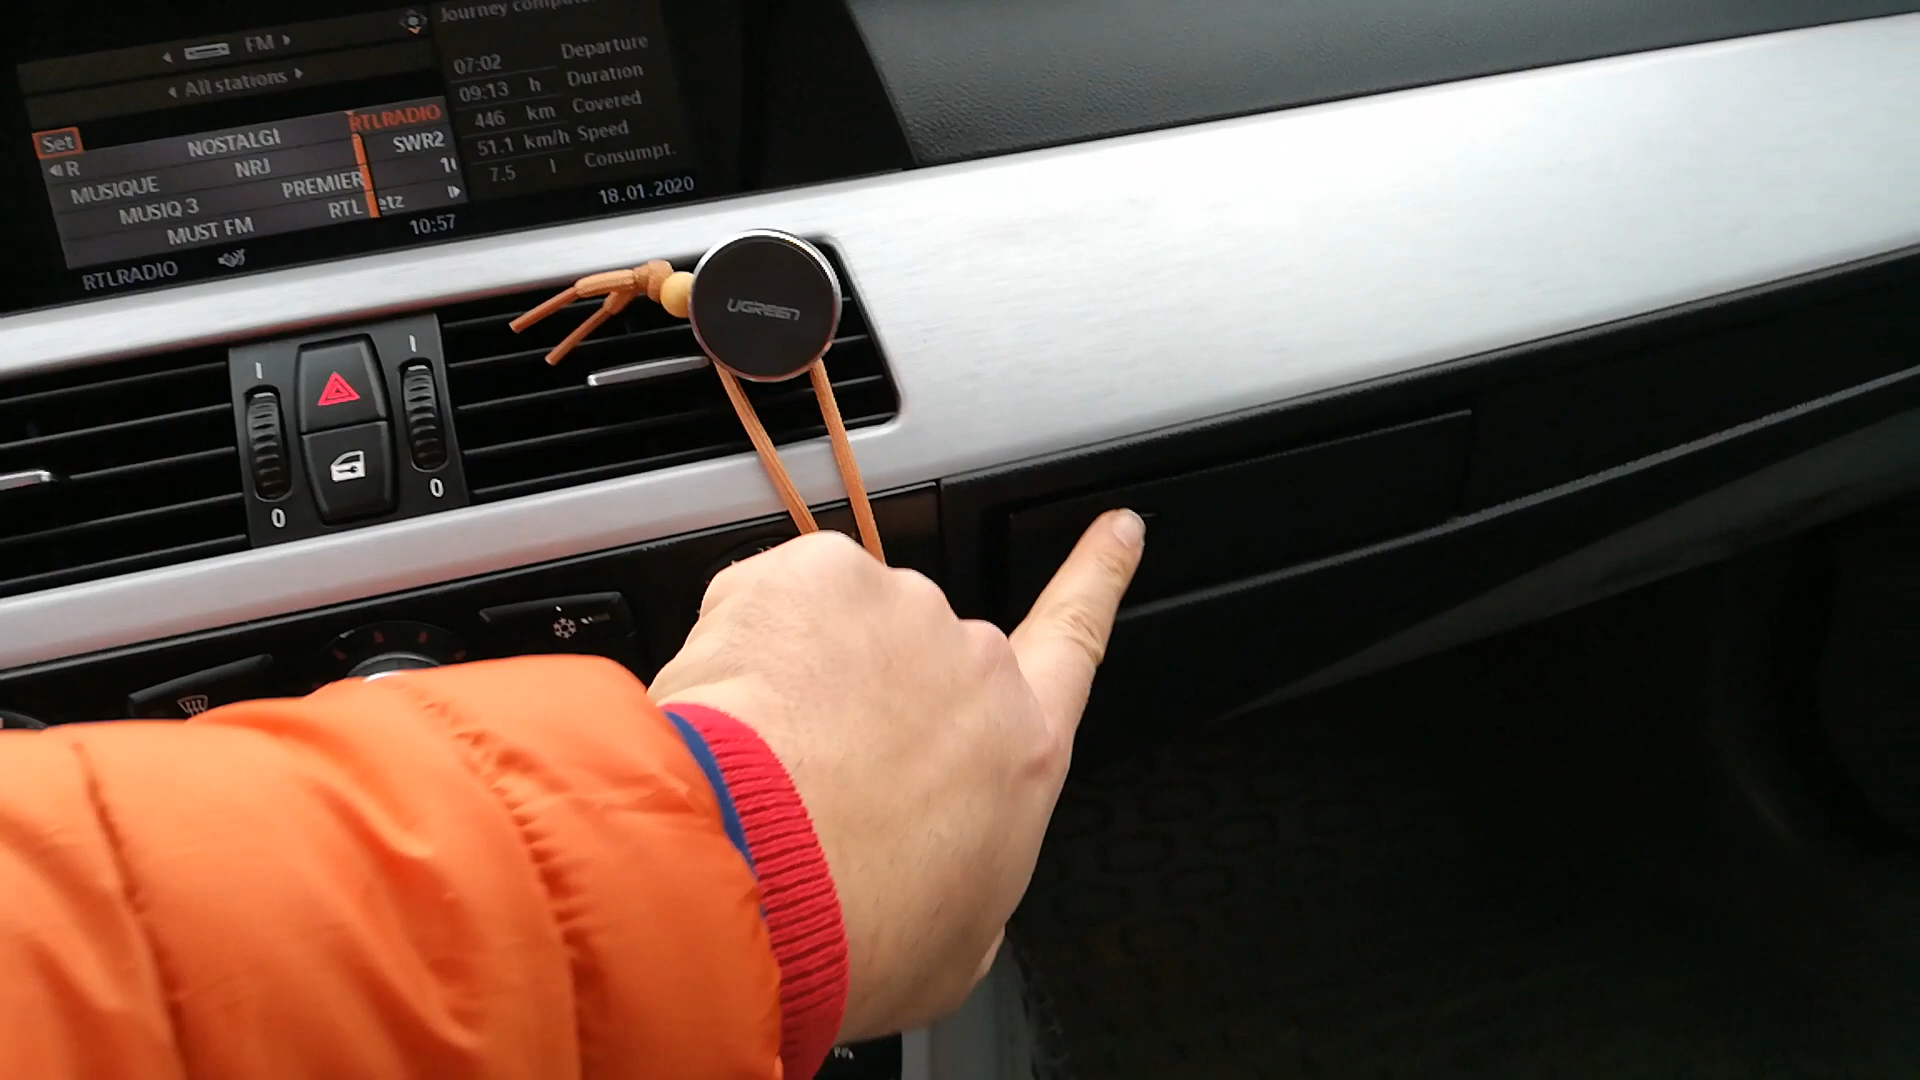 FM
All stations
Set
R
NOSTALGI
RTLRADIO
MUSIQUE
NRJ
SWR2
MUSIQ 3
PREMIER
MUST FM
RTL
etz
RTLRADIO
10:57
Journey
07:02 Departure
09:13 h Duration
446 km Covered
51.1 km/h Speed
7.5 l Consumpt.
18.01.2020
UGREEN
I
I
0
0